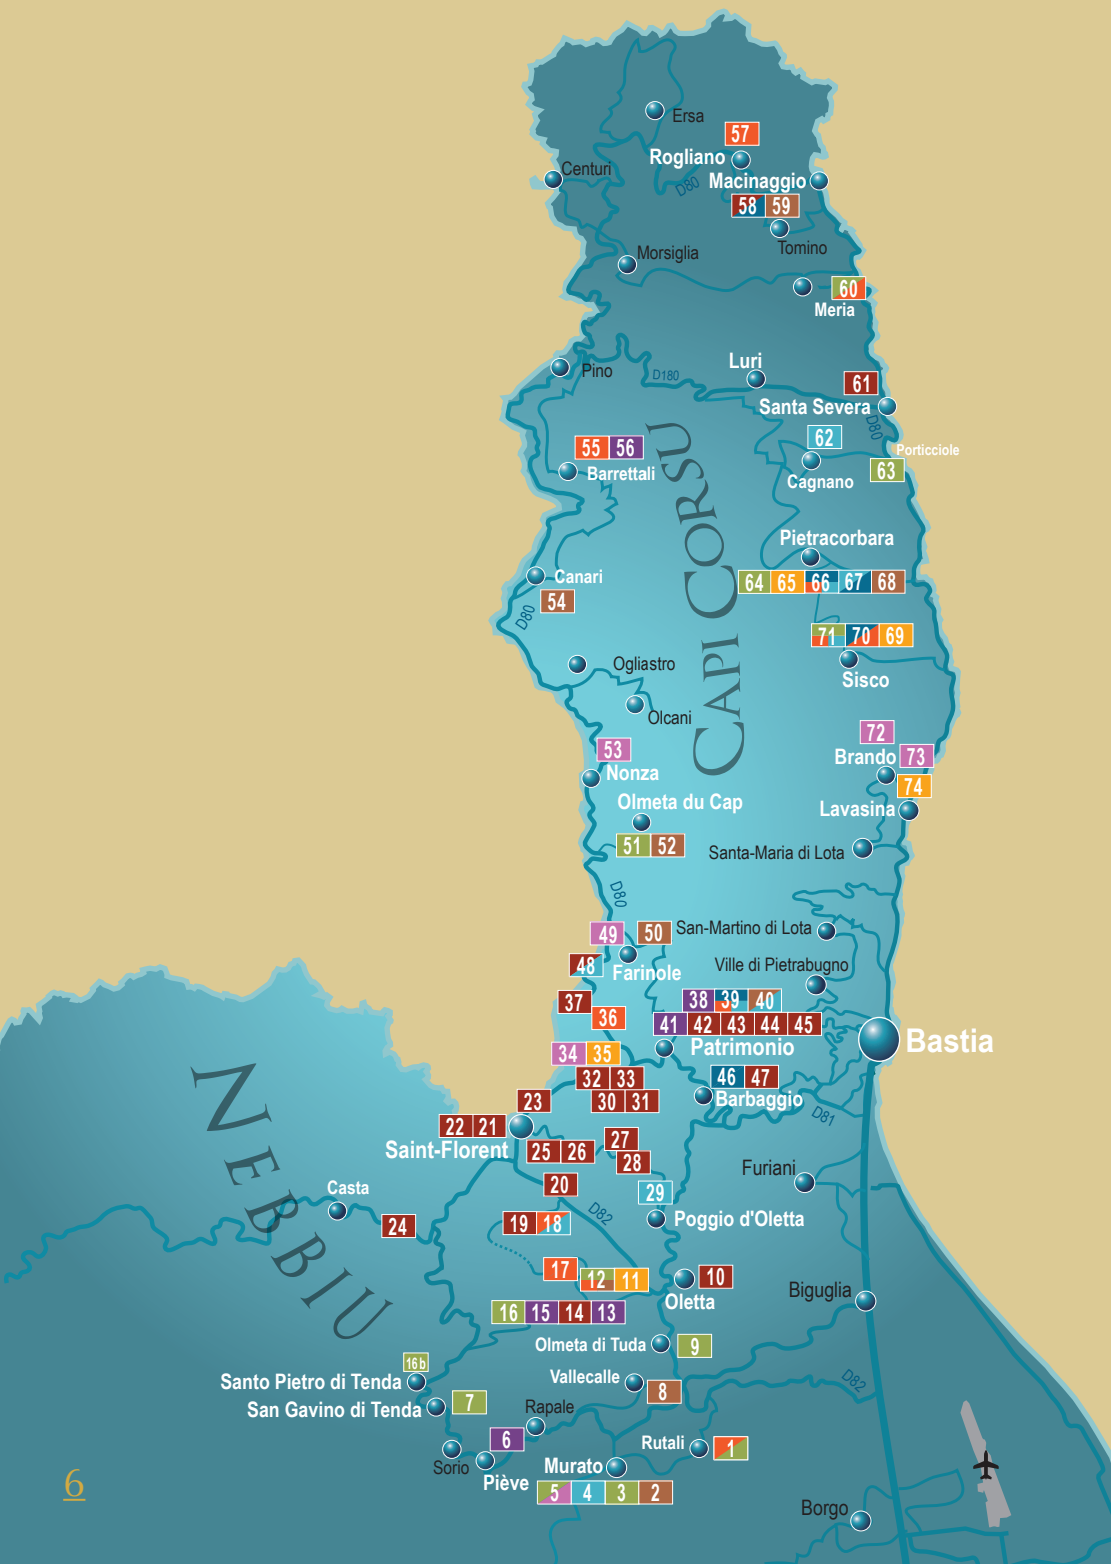 Ersa
57
Rogliano
Centuri
D80
Macinaggio
58 59
Tomino
Morsiglia
60
Meria
Luri
Pino
D180
61
Santa Severa
D80
62
55 56
Porticciole
63
Barrettali
Cagnano
Pietracorbara
Canari
64 65 66 67 68
54
D80
71 70 69
Ogliastro
Sisco
Olcani
CAPI CORSU
72
53
Brando 73
Nonza
74
Olmeta du Cap
Lavasina
51 52
Santa-Maria di Lota
D80
49 50
San-Martino di Lota
48
Farinole
Ville di Pietrabugno
37
38 39 40
36
41 42 43 44 45
Patrimonio
Bastia
34 35
32 33
46 47
23
30 31
Barbaggio
22 21
D81
Saint-Florent
27
25 26
28
Furiani
20
29
Casta
NEBBIU
24
19 18
D82
Poggio d'Oletta
17
12 11
10
Oletta
Biguglia
16 15 14 13
Olmeta di Tuda
9
16b
Santo Pietro di Tenda
Vallecalle
8
D82
San Gavino di Tenda
7
Rapale
6
Rutali
1
Sorio
Piève
Murato
5 4 3 2
Borgo
6